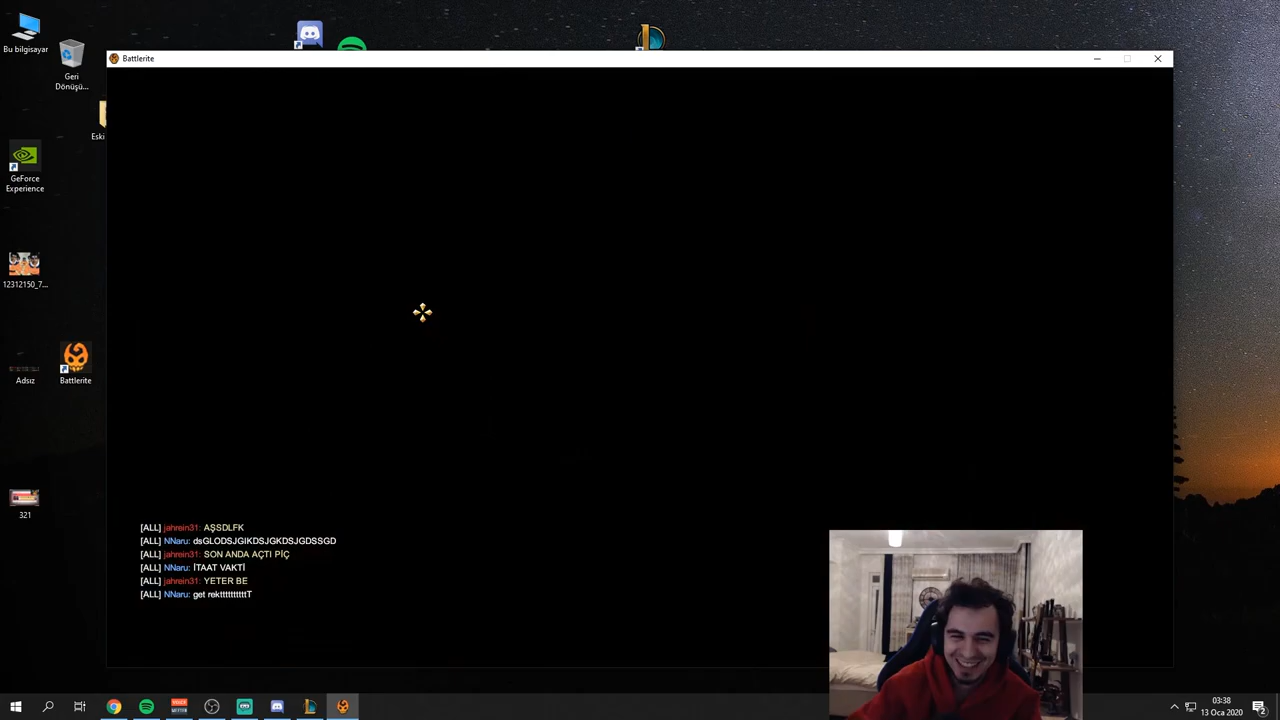 Bu bilgisayar
Geri
Dönüşü...
Eski
GeForce
Experience
12312150_7...
Adsız
Battlerite
321
Battlerite
[ALL] jahrein31: AŞSDLFK
[ALL] NNaru: dsGLODSJGIKDSJGKDSJGDSSGD
[ALL] jahrein31: SON ANDA AÇTI PİÇ
[ALL] NNaru: İTAAT VAKTİ
[ALL] jahrein31: YETER BE
[ALL] NNaru: get rektttttttttT
03:38
13 Oca 2020
2